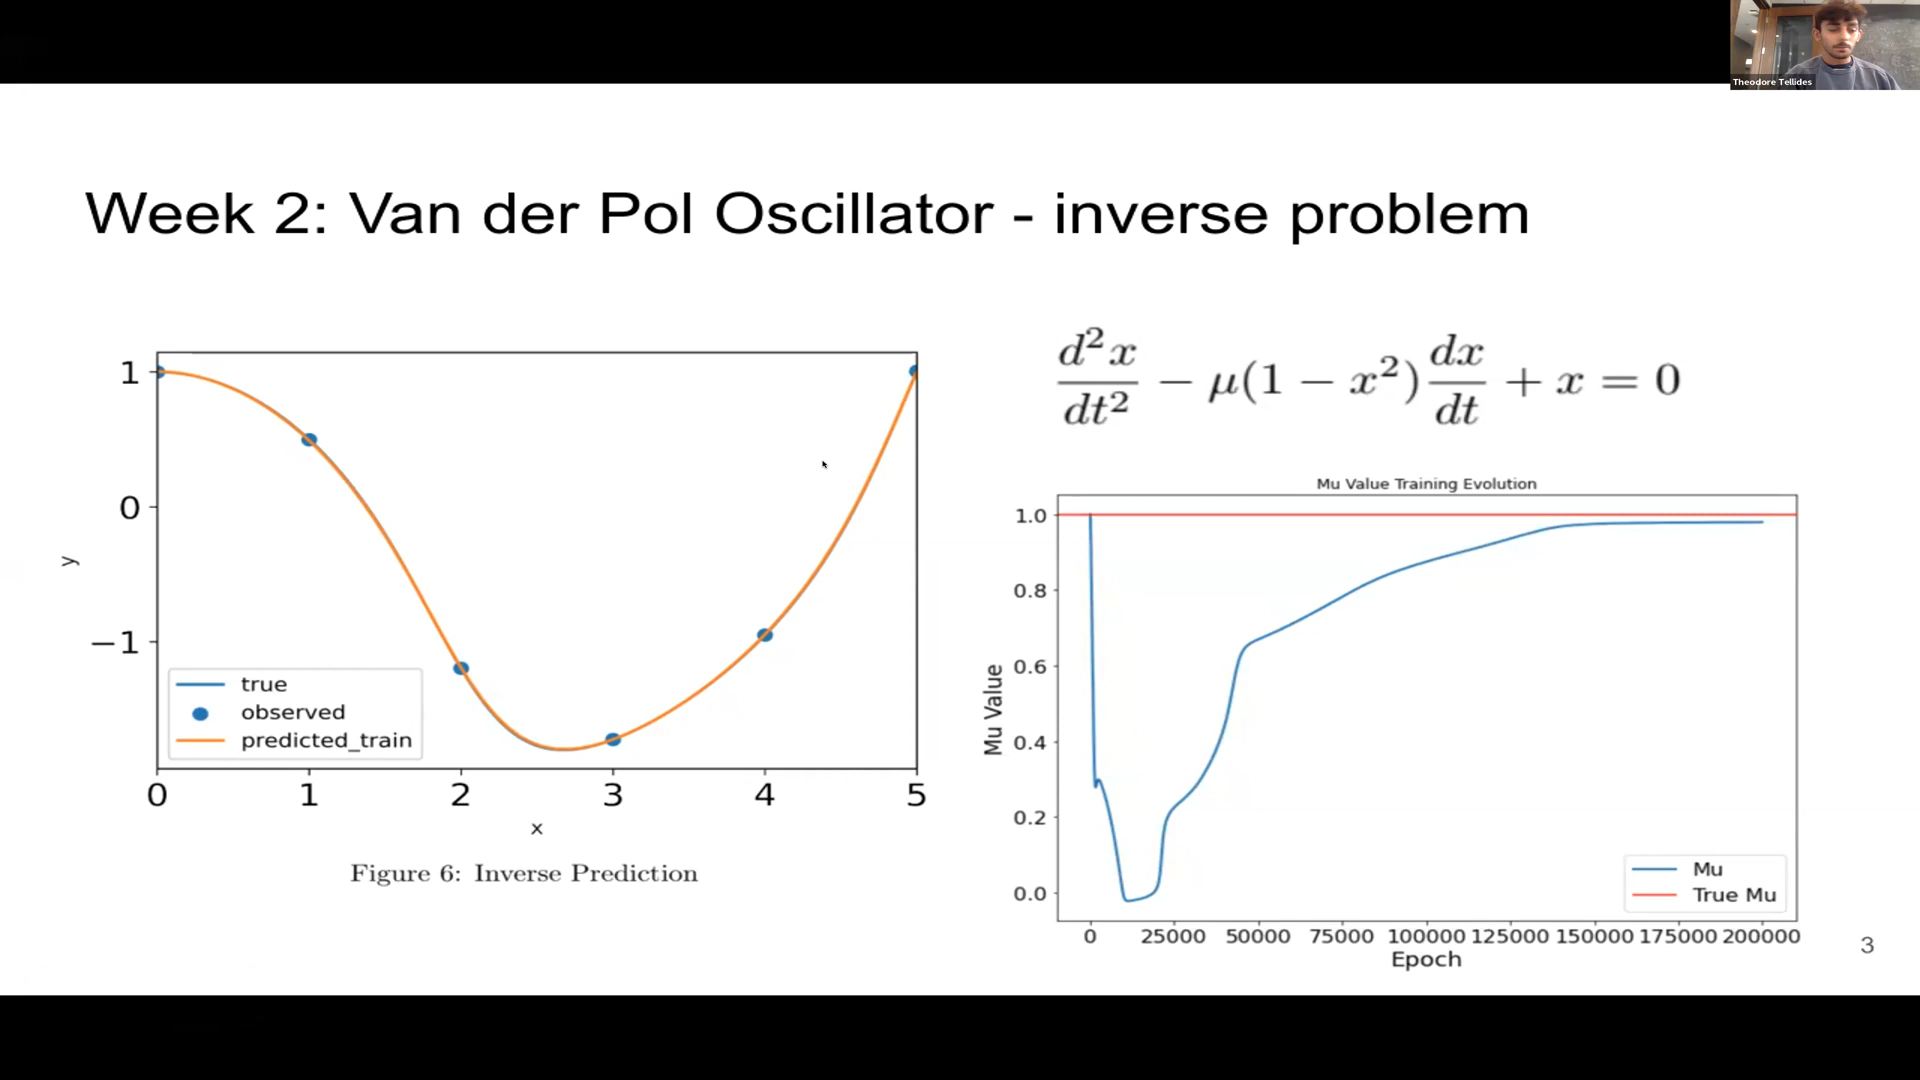 Theodore Tellides
Week 2: Van der Pol Oscillator - inverse problem
1
0
−1
y
true
observed
predicted_train
0 1 2 3 4 5
x
Figure 6: Inverse Prediction
d²x/dt² − μ(1 − x²)dx/dt + x = 0
Mu Value Training Evolution
1.0
0.8
0.6
0.4
0.2
0.0
Mu Value
Mu
True Mu
0 25000 50000 75000 100000 125000 150000 175000 200000
Epoch
3